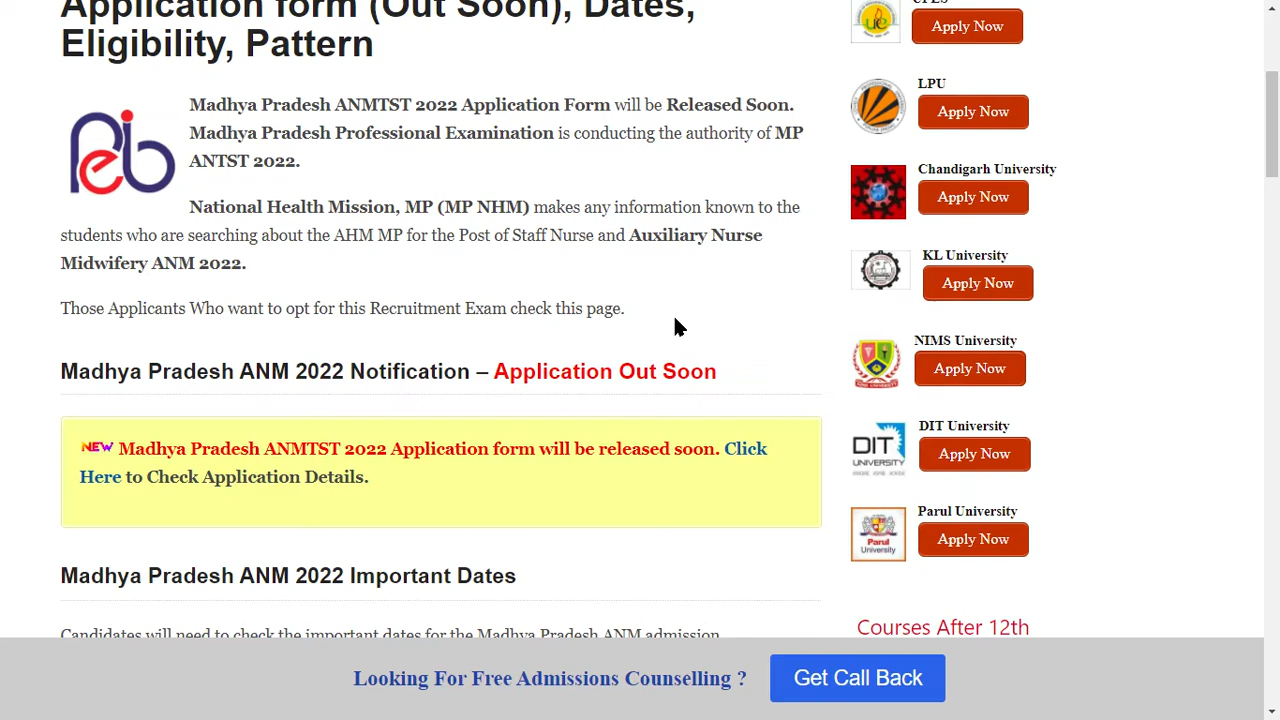 Application form (Out Soon), Dates,
Eligibility, Pattern
Madhya Pradesh ANMTST 2022 Application Form will be Released Soon.
Madhya Pradesh Professional Examination is conducting the authority of MP
ANTST 2022.
peb
National Health Mission, MP (MP NHM) makes any information known to the
students who are searching about the AHM MP for the Post of Staff Nurse and Auxiliary Nurse
Midwifery ANM 2022.
Those Applicants Who want to opt for this Recruitment Exam check this page.
Madhya Pradesh ANM 2022 Notification – Application Out Soon
NEW Madhya Pradesh ANMTST 2022 Application form will be released soon. Click
Here to Check Application Details.
Madhya Pradesh ANM 2022 Important Dates
Candidates will need to check the important dates for the Madhya Pradesh ANM admission
UPES
Apply Now
LPU
Apply Now
Chandigarh University
Apply Now
KL University
Apply Now
NIMS University
Apply Now
DIT University
Apply Now
DIT
UNIVERSITY
Parul University
Apply Now
Parul
University
Courses After 12th
Looking For Free Admissions Counselling ?
Get Call Back